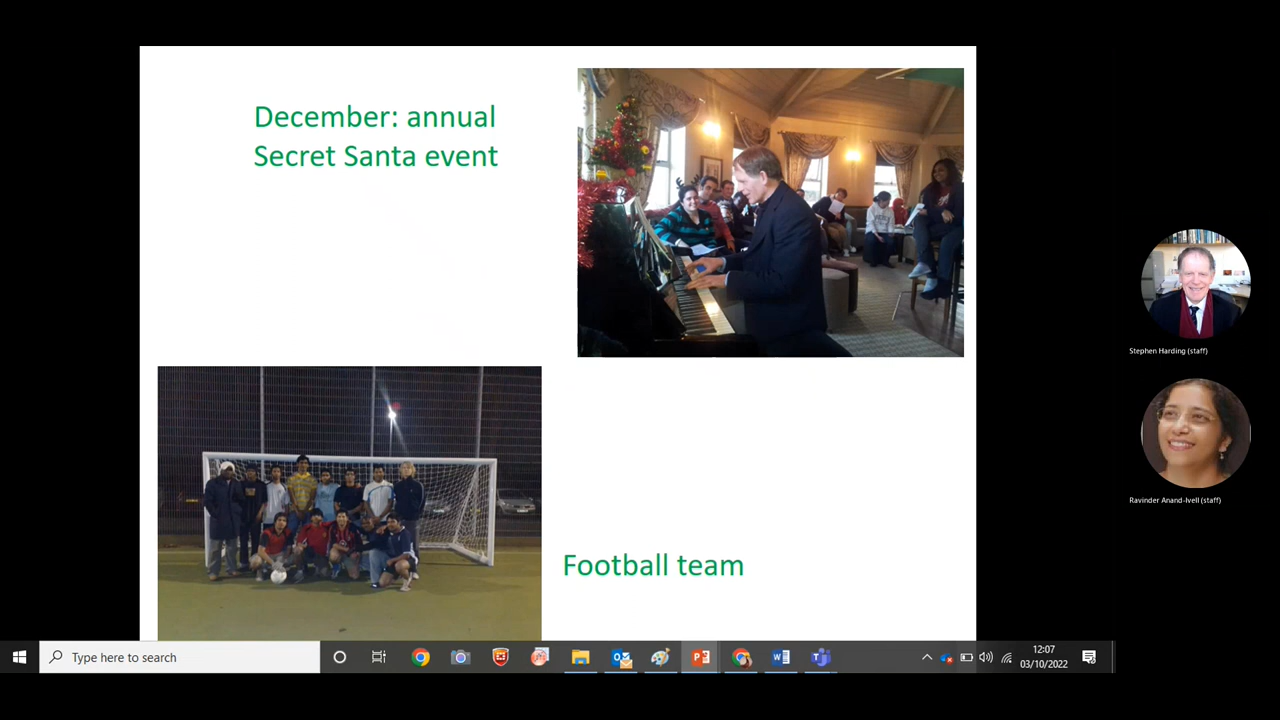 December: annual
Secret Santa event
Football team
Stephen Harding (staff)
Ravinder Anand-Ivell (staff)
Type here to search
12:07
03/10/2022